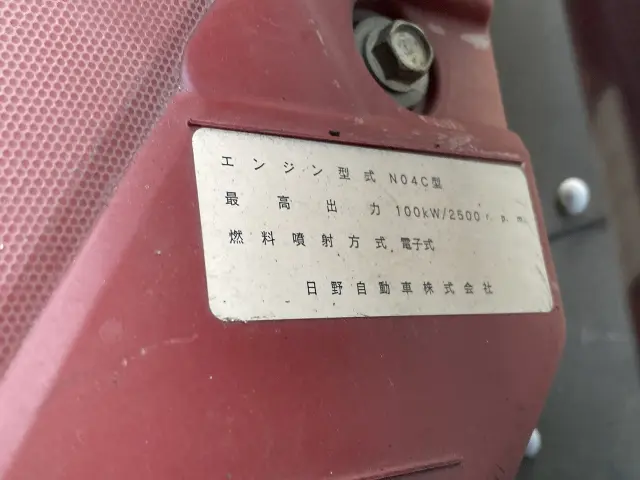 エンジン型式 N04C型
最高出力 100kW/2500r.p.m.
燃料噴射方式 電子式
日野自動車株式会社